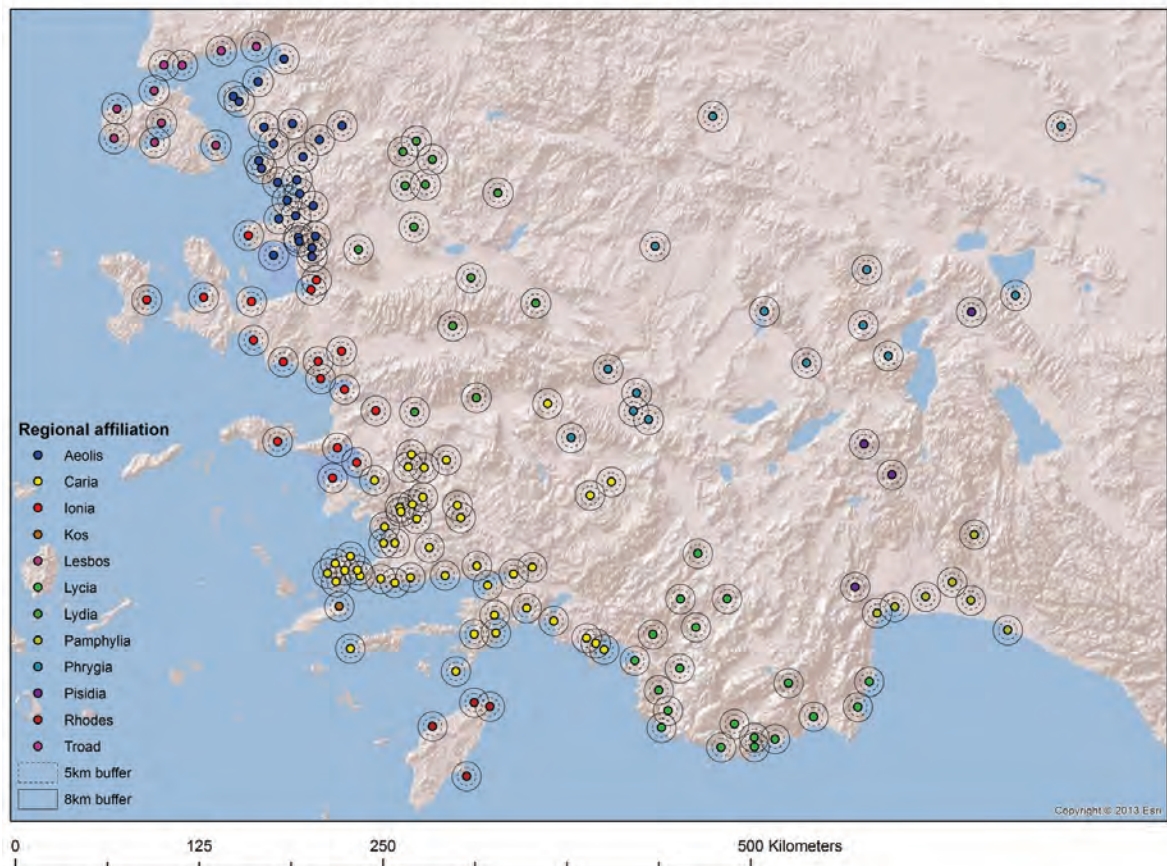 Regional affiliation
Aeolis
Caria
Ionia
Kos
Lesbos
Lycia
Lydia
Pamphylia
Phrygia
Pisidia
Rhodes
Troad
5km buffer
8km buffer
Copyright © 2013 Esri
0 125 250 500 Kilometers